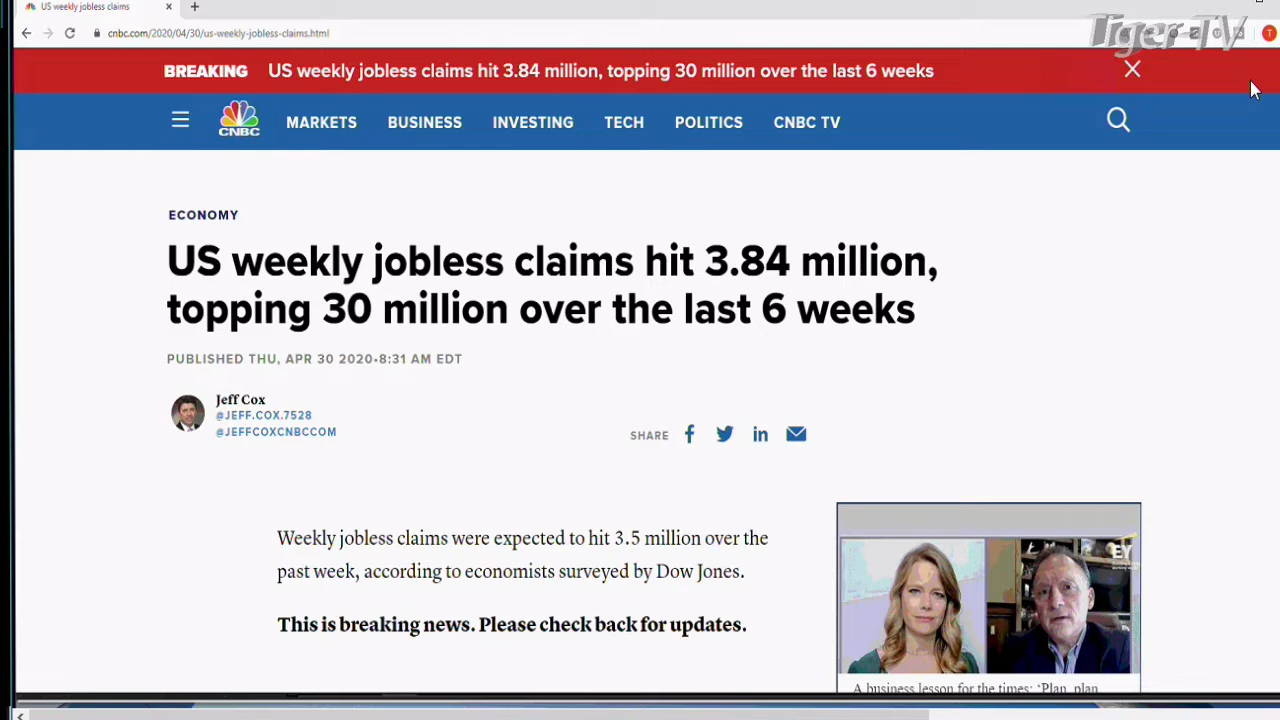 US weekly jobless claims
Tiger-TV
cnbc.com/2020/04/30/us-weekly-jobless-claims.html
T
BREAKING US weekly jobless claims hit 3.84 million, topping 30 million over the last 6 weeks
CNBC MARKETS BUSINESS INVESTING TECH POLITICS CNBC TV
ECONOMY
US weekly jobless claims hit 3.84 million,
topping 30 million over the last 6 weeks
PUBLISHED THU, APR 30 2020•8:31 AM EDT
Jeff Cox
@JEFF.COX.7528
@JEFFCOXCNBCCOM
SHARE
Weekly jobless claims were expected to hit 3.5 million over the
past week, according to economists surveyed by Dow Jones.
This is breaking news. Please check back for updates.
EY
A business lesson for the times: 'Plan, plan,